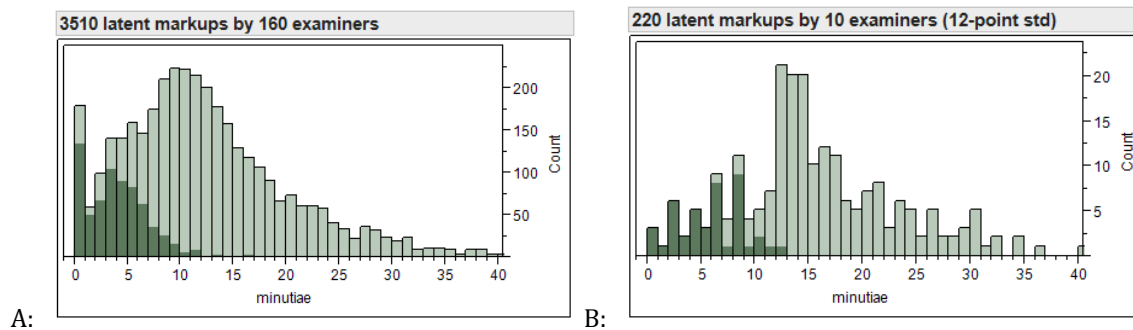 3510 latent markups by 160 examiners
200
150
100
50
Count
0 5 10 15 20 25 30 35 40
minutiae
A:
220 latent markups by 10 examiners (12-point std)
20
15
10
5
Count
0 5 10 15 20 25 30 35 40
minutiae
B: